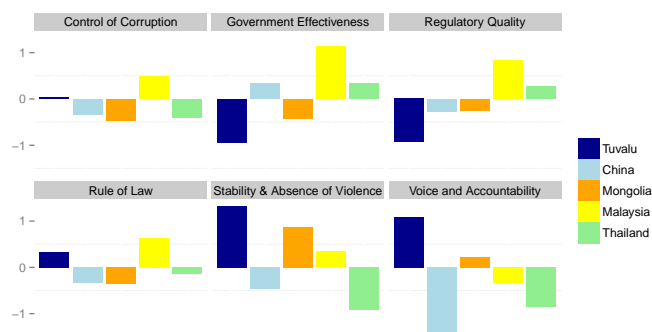 Control of Corruption Government Effectiveness Regulatory Quality
1
0
−1
Rule of Law Stability & Absence of Violence Voice and Accountability
1
0
−1
Tuvalu
China
Mongolia
Malaysia
Thailand